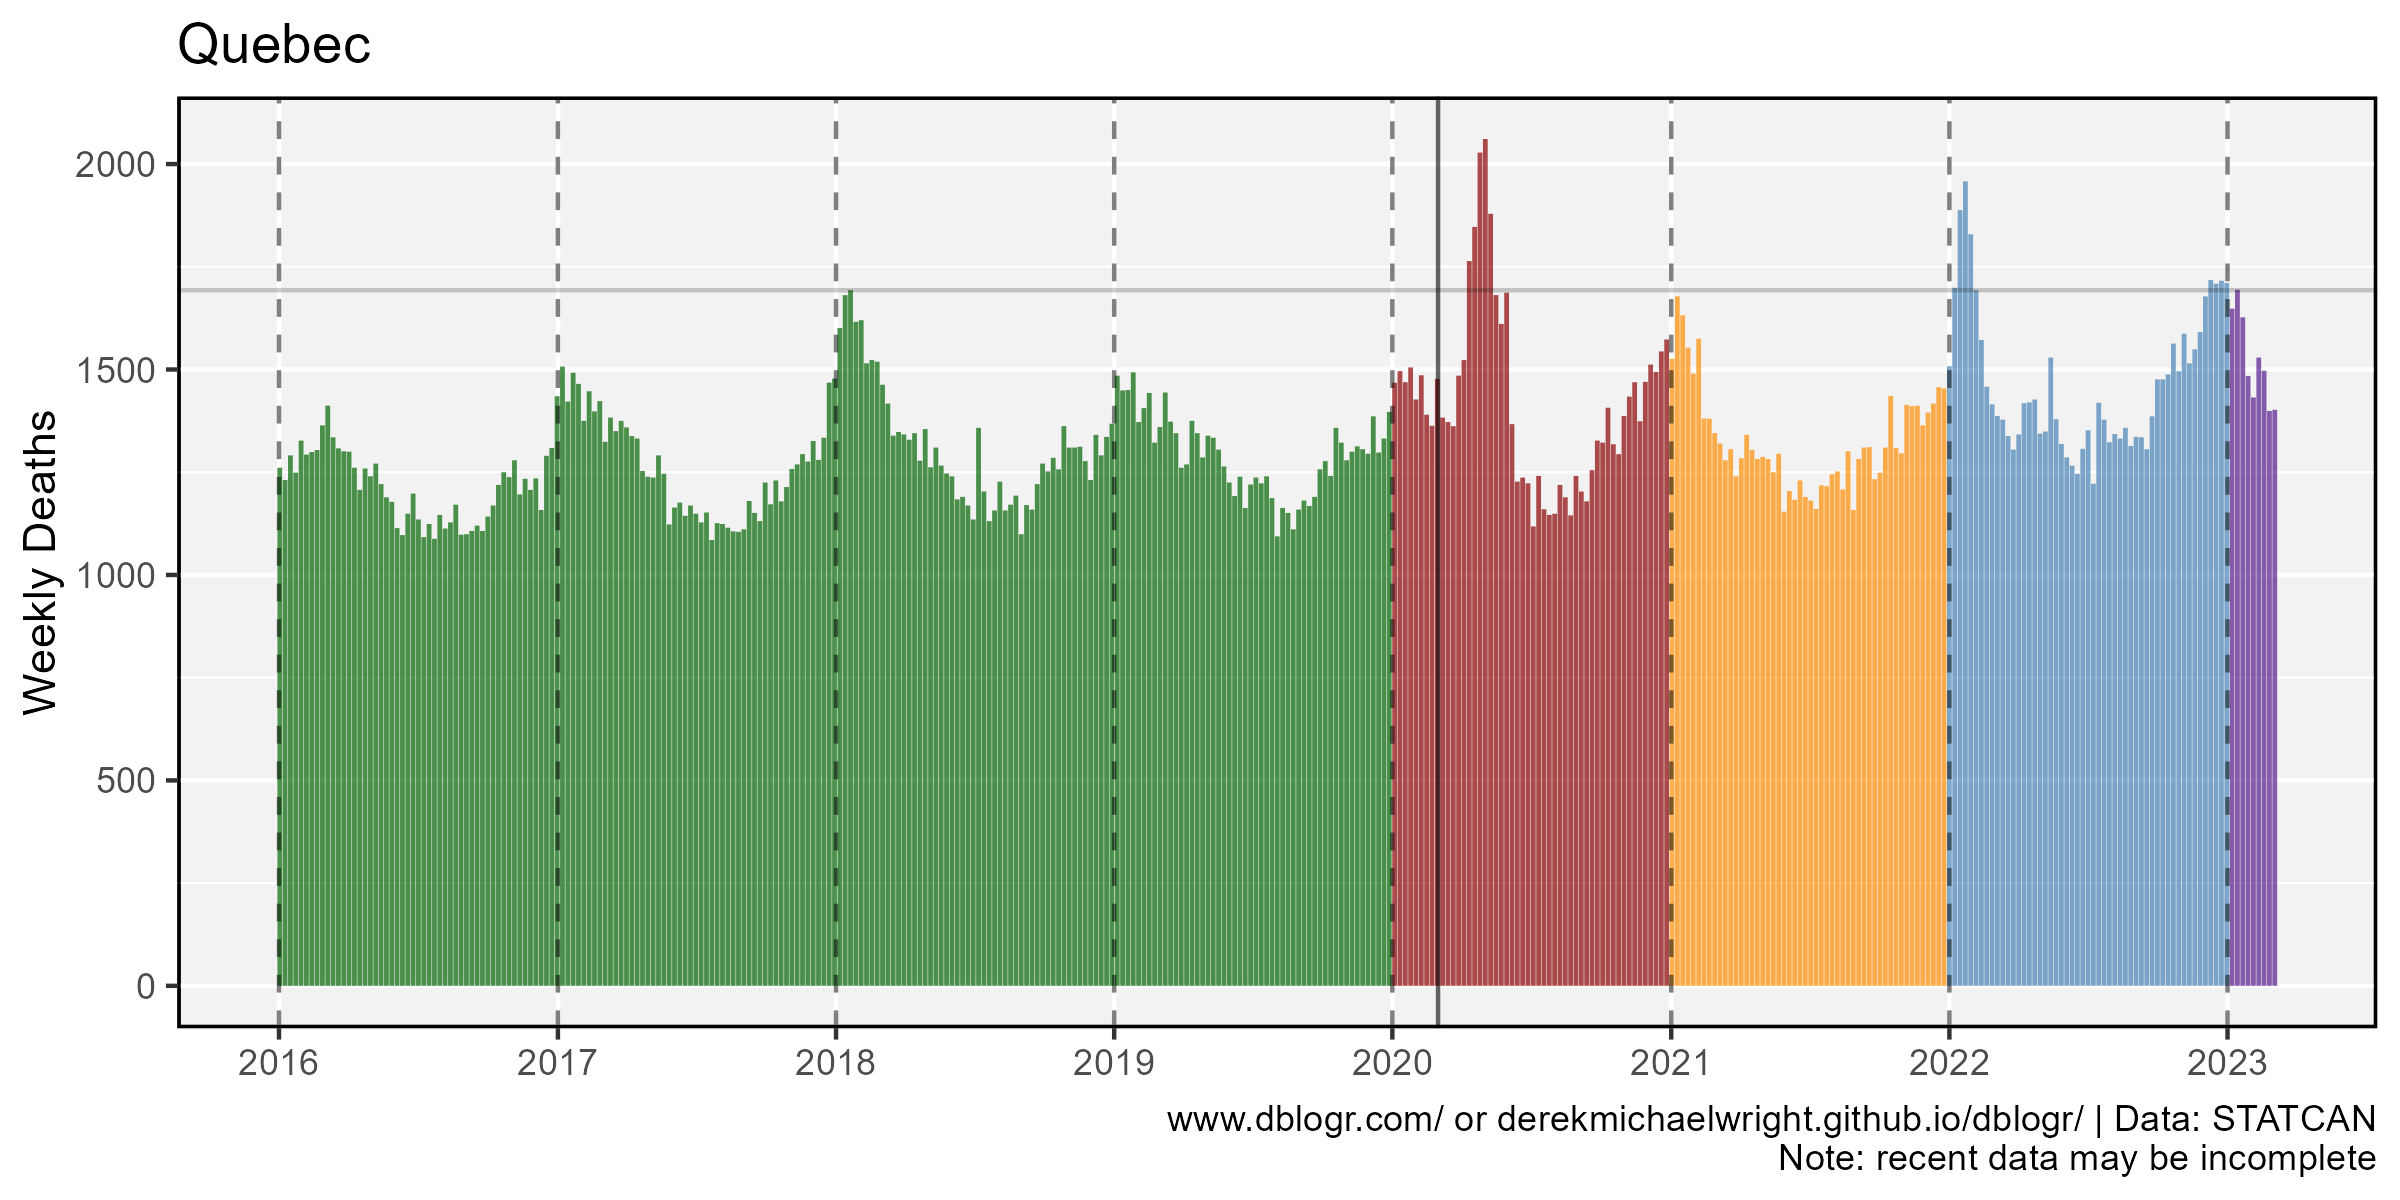 Quebec
Weekly Deaths
2000
1500
1000
500
0
2016 2017 2018 2019 2020 2021 2022 2023
www.dblogr.com/ or derekmichaelwright.github.io/dblogr/ | Data: STATCAN
Note: recent data may be incomplete